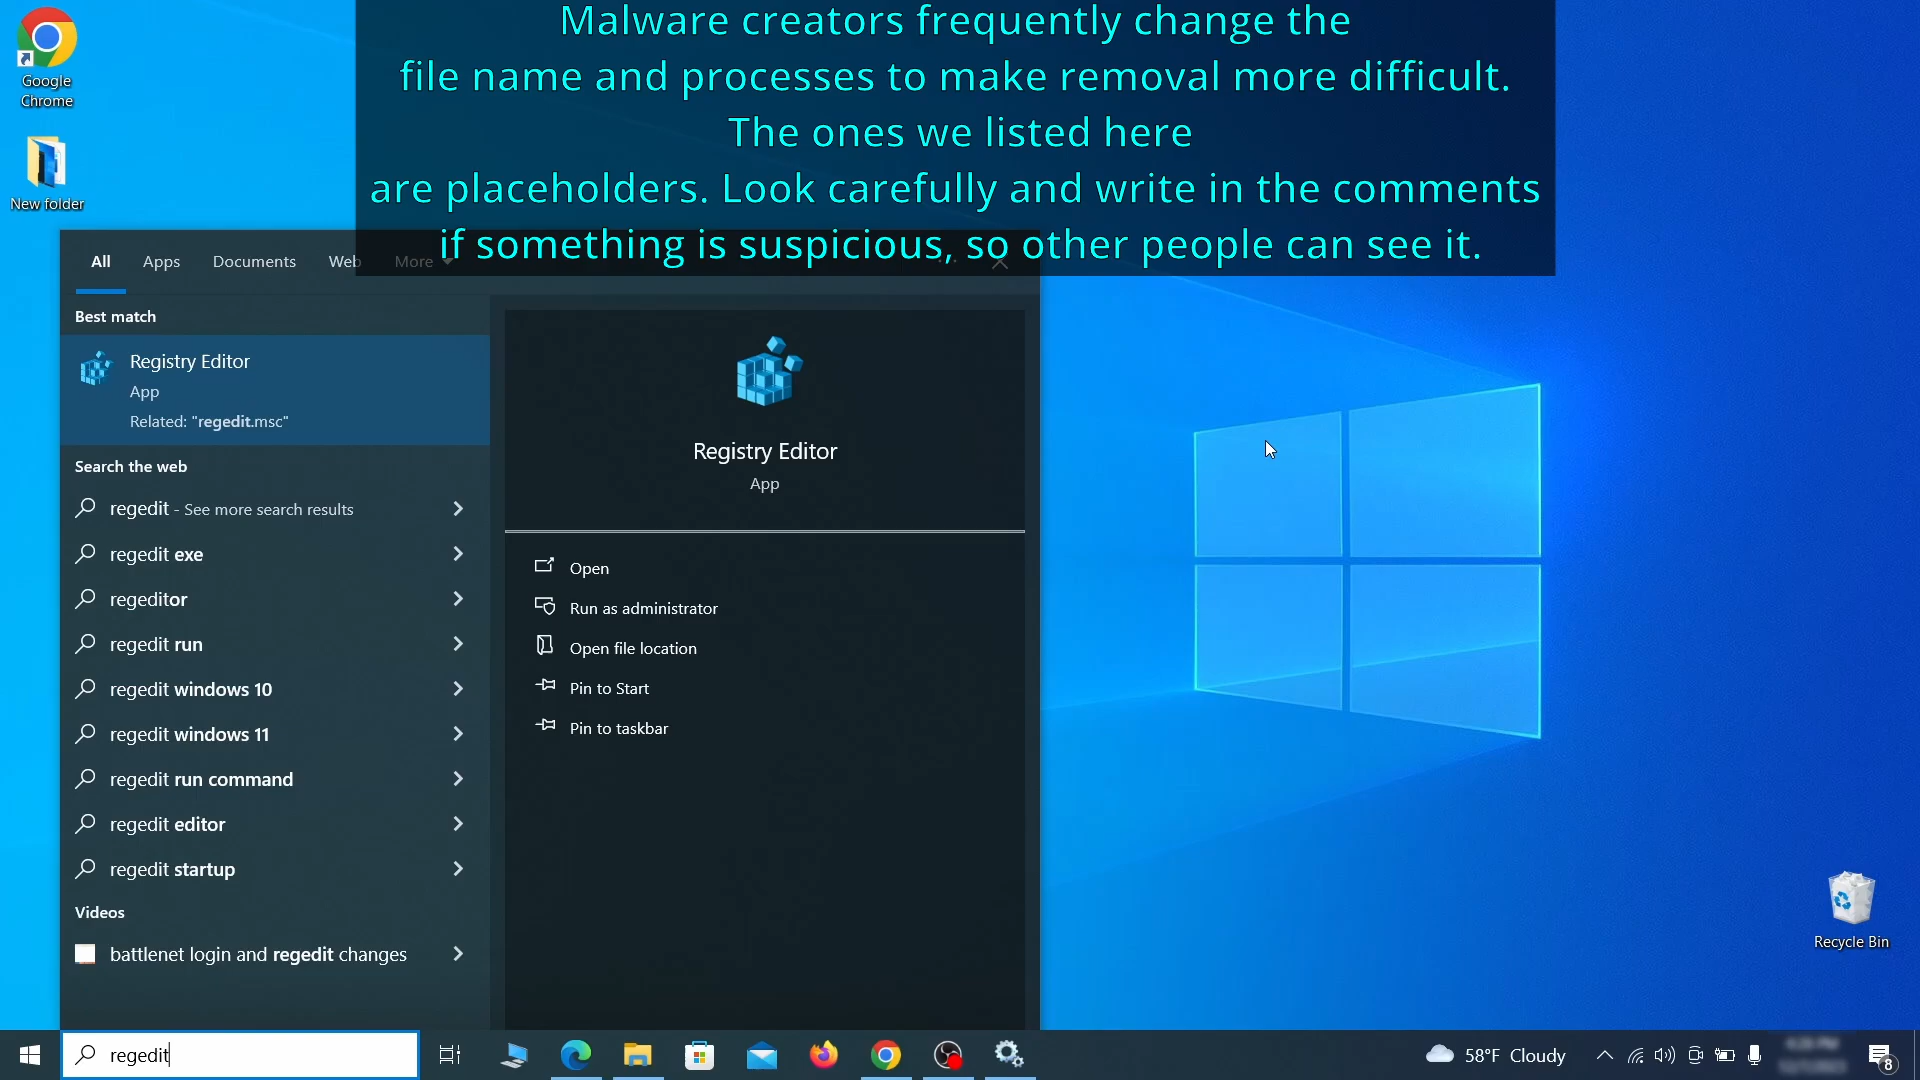 Malware creators frequently change the
file name and processes to make removal more difficult.
The ones we listed here
are placeholders. Look carefully and write in the comments
if something is suspicious, so other people can see it.
Google
Chrome
New folder
All Apps Documents Web More
Best match
Registry Editor
App
Related: "regedit.msc"
Search the web
regedit - See more search results
regedit exe
regeditor
regedit run
regedit windows 10
regedit windows 11
regedit run command
regedit editor
regedit startup
Videos
battlenet login and regedit changes
Registry Editor
App
Open
Run as administrator
Open file location
Pin to Start
Pin to taskbar
Recycle Bin
regedit
58°F Cloudy
8